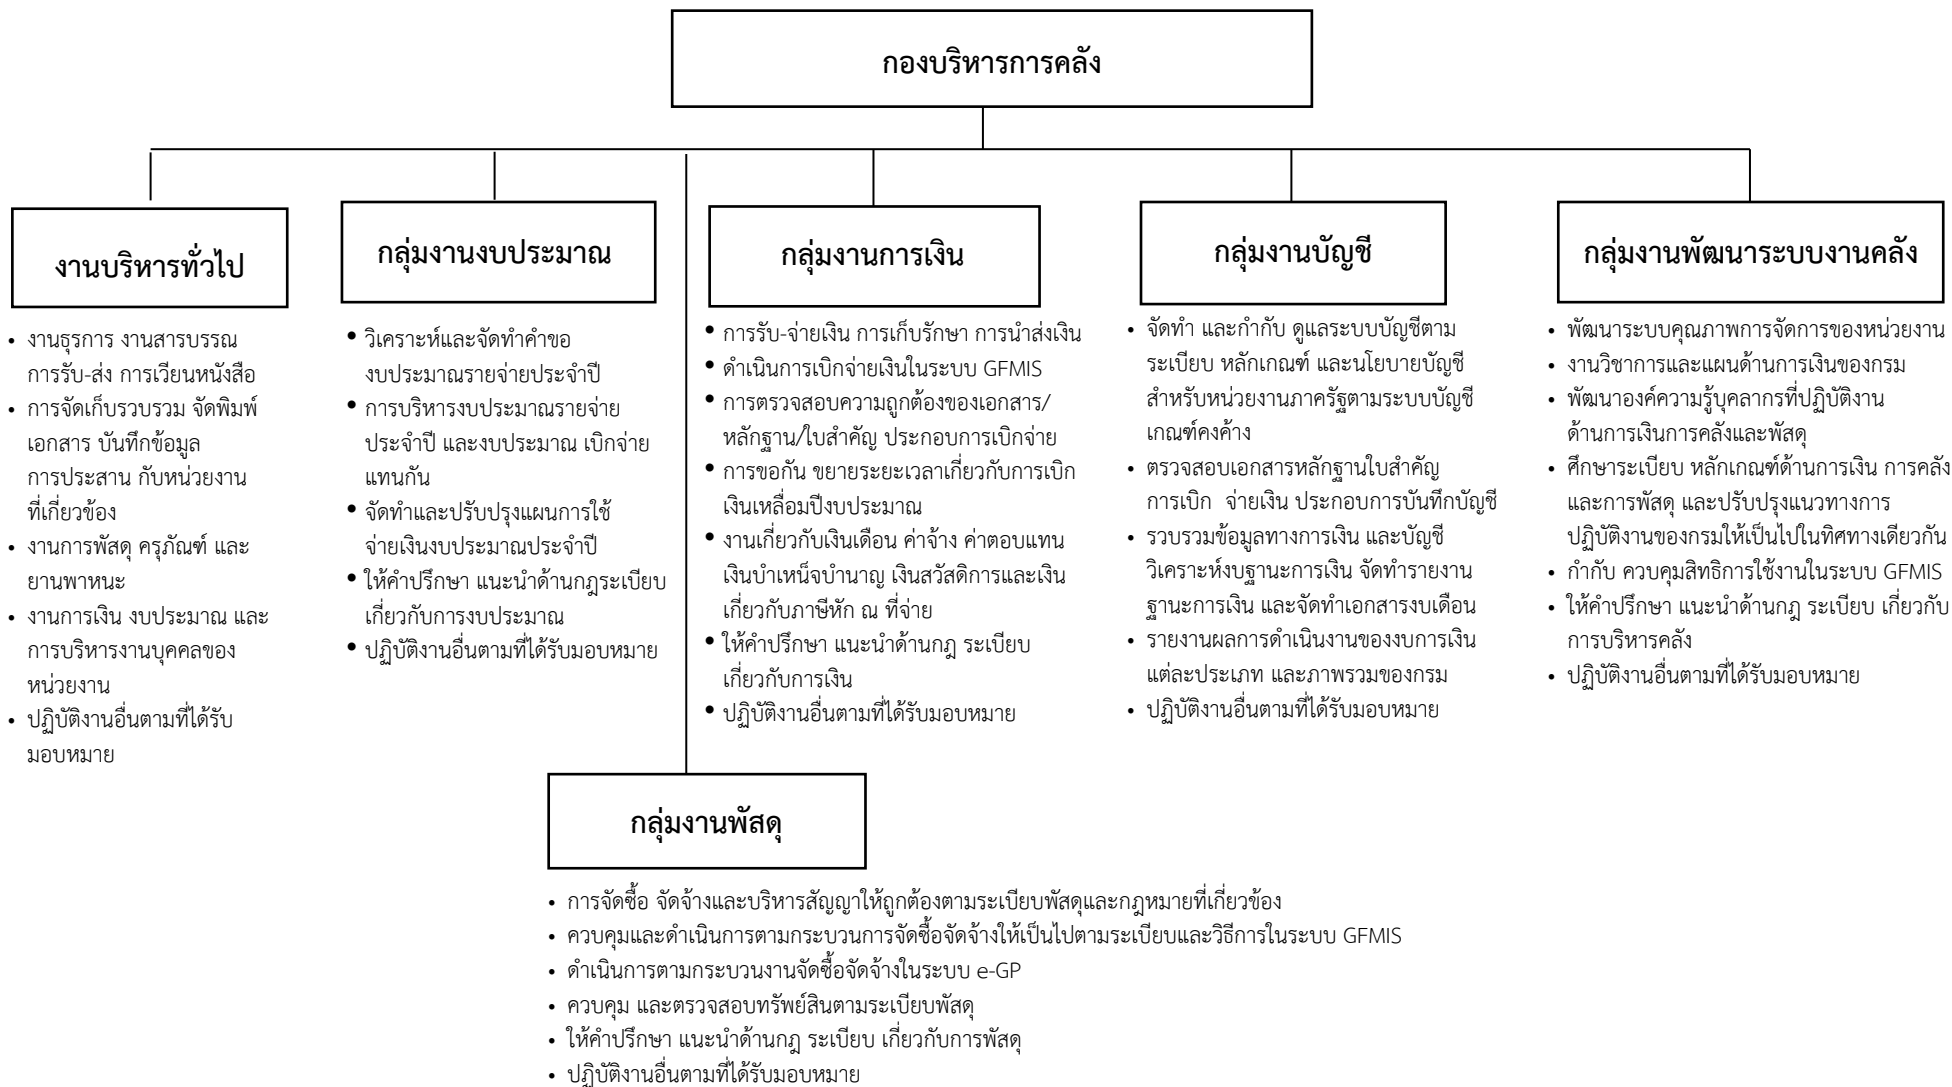 กองบริหารการคลัง
งานบริหารทั่วไป
• งานธุรการ งานสารบรรณ
การรับ-ส่ง การเวียนหนังสือ
• การจัดเก็บรวบรวม จัดพิมพ์
เอกสาร บันทึกข้อมูล
การประสาน กับหน่วยงาน
ที่เกี่ยวข้อง
• งานการพัสดุ ครุภัณฑ์ และ
ยานพาหนะ
• งานการเงิน งบประมาณ และ
การบริหารงานบุคคลของ
หน่วยงาน
• ปฏิบัติงานอื่นตามที่ได้รับ
มอบหมาย
กลุ่มงานงบประมาณ
• วิเคราะห์และจัดทำคำขอ
งบประมาณรายจ่ายประจำปี
• การบริหารงบประมาณรายจ่าย
ประจำปี และงบประมาณ เบิกจ่าย
แทนกัน
• จัดทำและปรับปรุงแผนการใช้
จ่ายเงินงบประมาณประจำปี
• ให้คำปรึกษา แนะนำด้านกฎระเบียบ
เกี่ยวกับการงบประมาณ
• ปฏิบัติงานอื่นตามที่ได้รับมอบหมาย
กลุ่มงานการเงิน
• การรับ-จ่ายเงิน การเก็บรักษา การนำส่งเงิน
• ดำเนินการเบิกจ่ายเงินในระบบ GFMIS
• การตรวจสอบความถูกต้องของเอกสาร/
หลักฐาน/ใบสำคัญ ประกอบการเบิกจ่าย
• การขอกัน ขยายระยะเวลาเกี่ยวกับการเบิก
เงินเหลื่อมปีงบประมาณ
• งานเกี่ยวกับเงินเดือน ค่าจ้าง ค่าตอบแทน
เงินบำเหน็จบำนาญ เงินสวัสดิการและเงิน
เกี่ยวกับภาษีหัก ณ ที่จ่าย
• ให้คำปรึกษา แนะนำด้านกฎ ระเบียบ
เกี่ยวกับการเงิน
• ปฏิบัติงานอื่นตามที่ได้รับมอบหมาย
กลุ่มงานบัญชี
• จัดทำ และกำกับ ดูแลระบบบัญชีตาม
ระเบียบ หลักเกณฑ์ และนโยบายบัญชี
สำหรับหน่วยงานภาครัฐตามระบบบัญชี
เกณฑ์คงค้าง
• ตรวจสอบเอกสารหลักฐานใบสำคัญ
การเบิก จ่ายเงิน ประกอบการบันทึกบัญชี
• รวบรวมข้อมูลทางการเงิน และบัญชี
วิเคราะห์งบฐานะการเงิน จัดทำรายงาน
ฐานะการเงิน และจัดทำเอกสารงบเดือน
• รายงานผลการดำเนินงานของงบการเงิน
แต่ละประเภท และภาพรวมของกรม
• ปฏิบัติงานอื่นตามที่ได้รับมอบหมาย
กลุ่มงานพัฒนาระบบงานคลัง
• พัฒนาระบบคุณภาพการจัดการของหน่วยงาน
• งานวิชาการและแผนด้านการเงินของกรม
• พัฒนาองค์ความรู้บุคลากรที่ปฏิบัติงาน
ด้านการเงินการคลังและพัสดุ
• ศึกษาระเบียบ หลักเกณฑ์ด้านการเงิน การคลัง
และการพัสดุ และปรับปรุงแนวทางการ
ปฏิบัติงานของกรมให้เป็นไปในทิศทางเดียวกัน
• กำกับ ควบคุมสิทธิการใช้งานในระบบ GFMIS
• ให้คำปรึกษา แนะนำด้านกฎ ระเบียบ เกี่ยวกับ
การบริหารคลัง
• ปฏิบัติงานอื่นตามที่ได้รับมอบหมาย
กลุ่มงานพัสดุ
• การจัดซื้อ จัดจ้างและบริหารสัญญาให้ถูกต้องตามระเบียบพัสดุและกฎหมายที่เกี่ยวข้อง
• ควบคุมและดำเนินการตามกระบวนการจัดซื้อจัดจ้างให้เป็นไปตามระเบียบและวิธีการในระบบ GFMIS
• ดำเนินการตามกระบวนงานจัดซื้อจัดจ้างในระบบ e-GP
• ควบคุม และตรวจสอบทรัพย์สินตามระเบียบพัสดุ
• ให้คำปรึกษา แนะนำด้านกฎ ระเบียบ เกี่ยวกับการพัสดุ
• ปฏิบัติงานอื่นตามที่ได้รับมอบหมาย